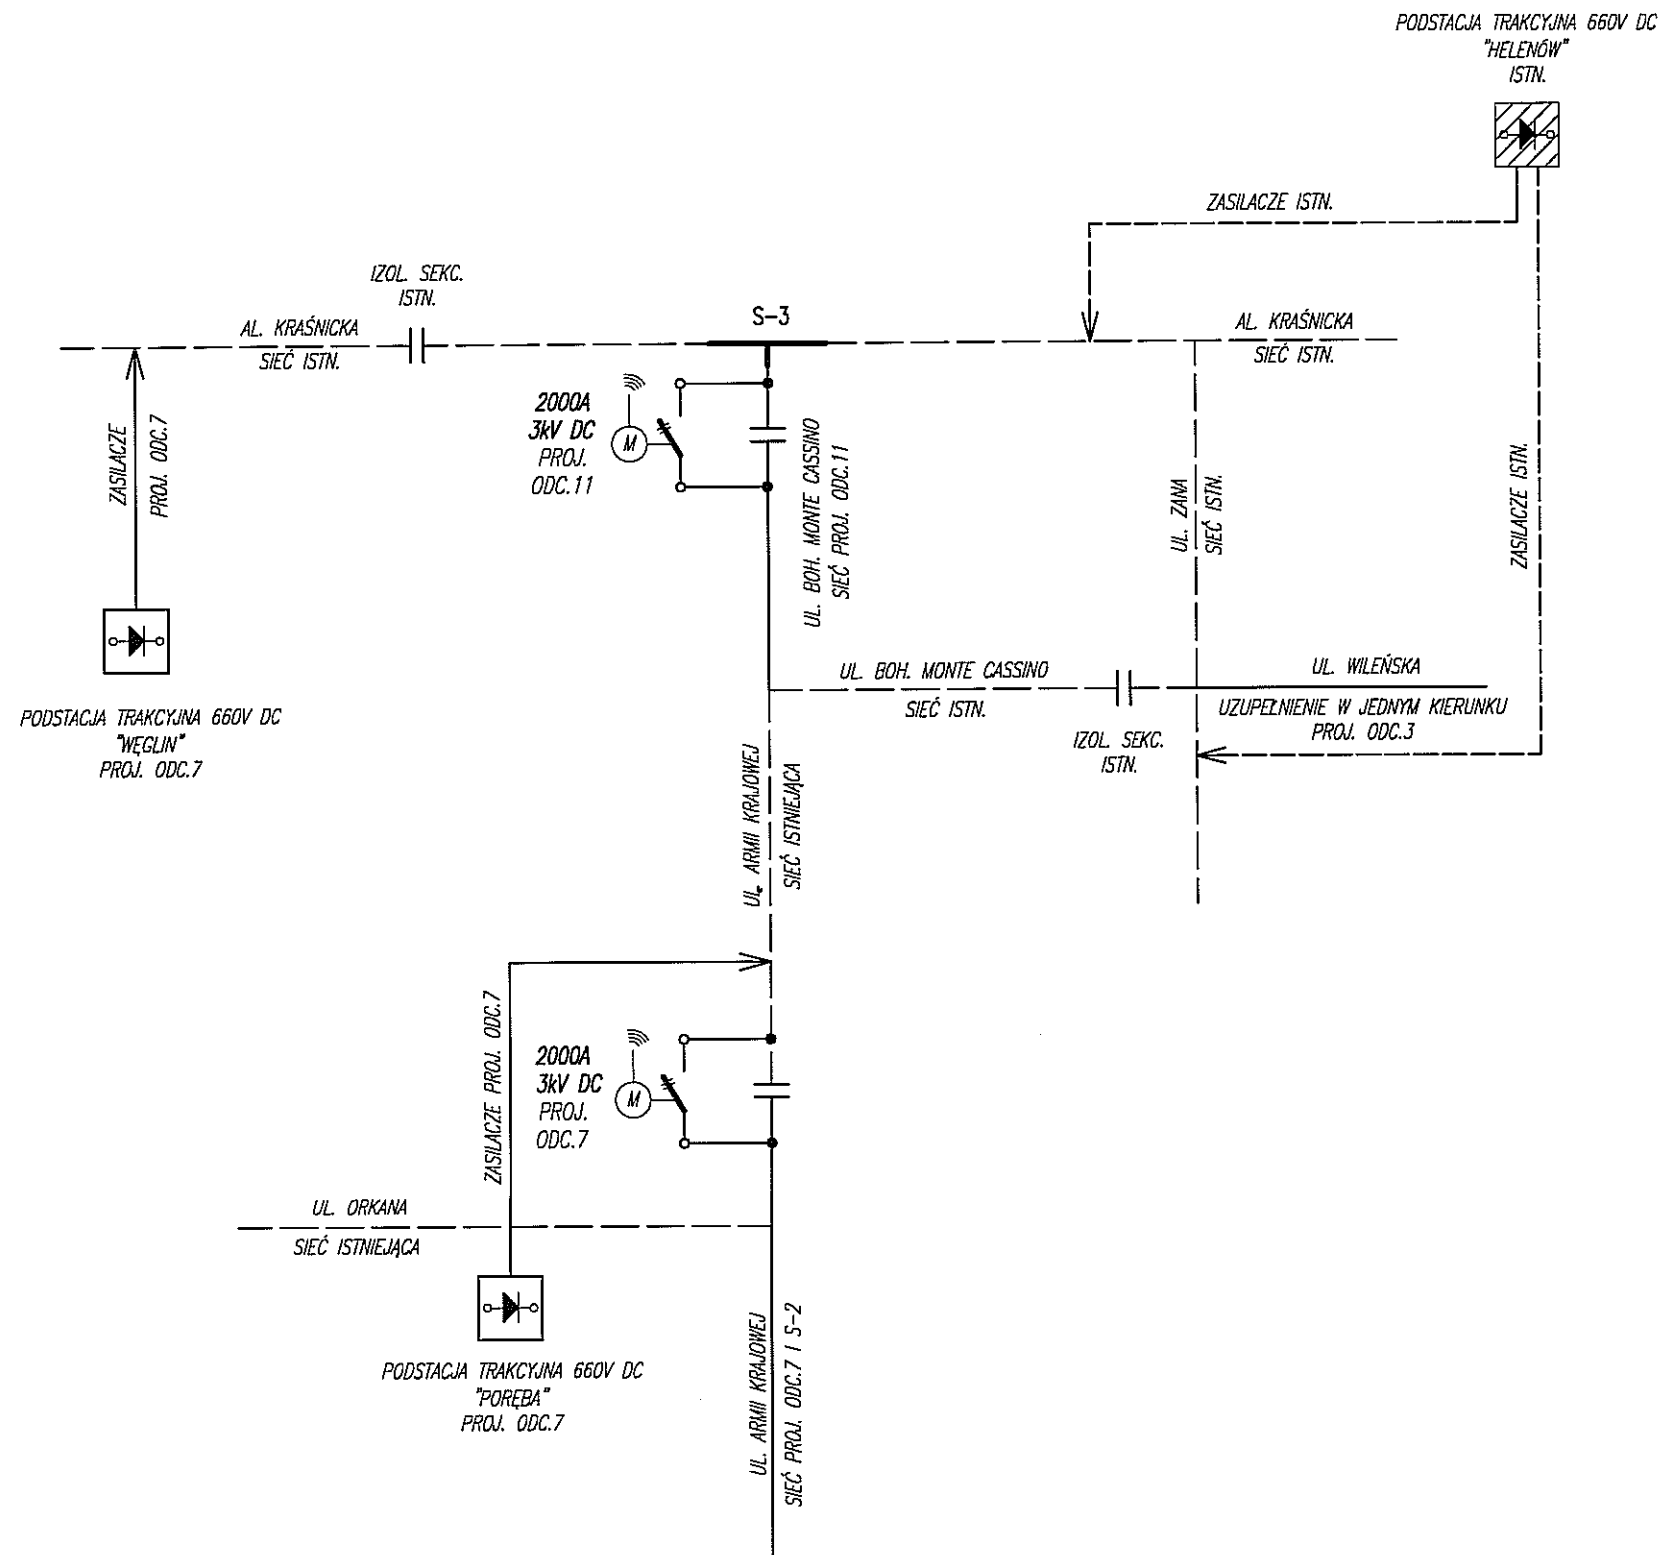 PODSTACJA TRAKCYJNA 660V DC
"HELENÓW"
ISTN.
ZASILACZE ISTN.
IZOL. SEKC.
ISTN.
S-3
AL. KRAŚNICKA
SIEĆ ISTN.
AL. KRAŚNICKA
SIEĆ ISTN.
2000A
3kV DC
PROJ.
ODC.11
M
ZASILACZE
PROJ. ODC.7
UL. BOH. MONTE CASSINO
SIEĆ PROJ. ODC.11
UL. ZANA
SIEĆ ISTN.
ZASILACZE ISTN.
UL. BOH. MONTE CASSINO
SIEĆ ISTN.
UL. WILEŃSKA
UZUPEŁNIENIE W JEDNYM KIERUNKU
PROJ. ODC.3
IZOL. SEKC.
ISTN.
PODSTACJA TRAKCYJNA 660V DC
"WĘGLIN"
PROJ. ODC.7
UL. ARMII KRAJOWEJ
SIEĆ ISTNIEJĄCA
ZASILACZE PROJ. ODC.7
2000A
3kV DC
PROJ.
ODC.7
M
UL. ORKANA
SIEĆ ISTNIEJĄCA
PODSTACJA TRAKCYJNA 660V DC
"PORĘBA"
PROJ. ODC.7
UL. ARMII KRAJOWEJ
SIEĆ PROJ. ODC.7 I S-2